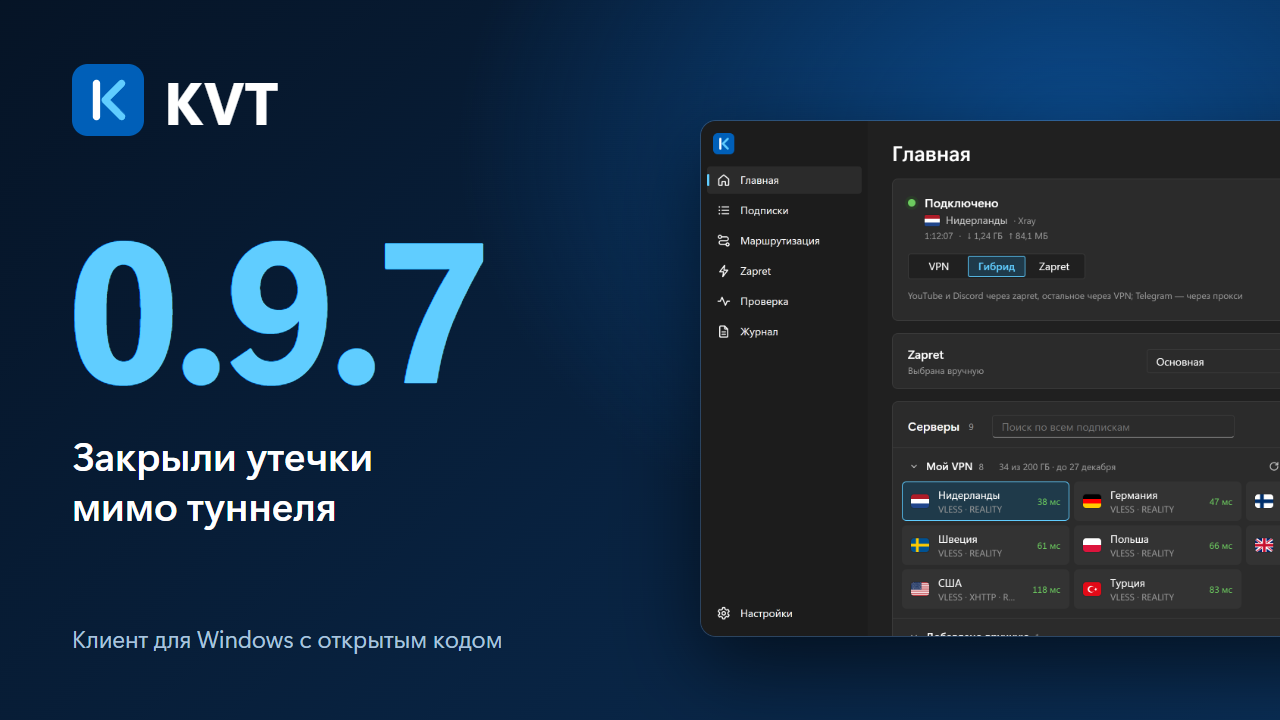 KVT
0.9.7
Закрыли утечки
мимо туннеля
Клиент для Windows с открытым кодом
Главная
Подписки
Маршрутизация
Zapret
Проверка
Журнал
Настройки
Главная
Подключено
Нидерланды · Xray
1:12:07 · ↓ 1,24 ГБ ↑ 84,1 МБ
VPN Гибрид Zapret
YouTube и Discord через zapret, остальное через VPN; Telegram — через прокси
Zapret
Выбрана вручную
Основная
Серверы 9 Поиск по всем подпискам
Мой VPN 8 34 из 200 ГБ · до 27 декабря
Нидерланды 38 мс
VLESS · REALITY
Германия 47 мс
VLESS · REALITY
Швеция 61 мс
VLESS · REALITY
Польша 66 мс
VLESS · REALITY
США 118 мс
VLESS · XHTTP · R...
Турция 83 мс
VLESS · REALITY